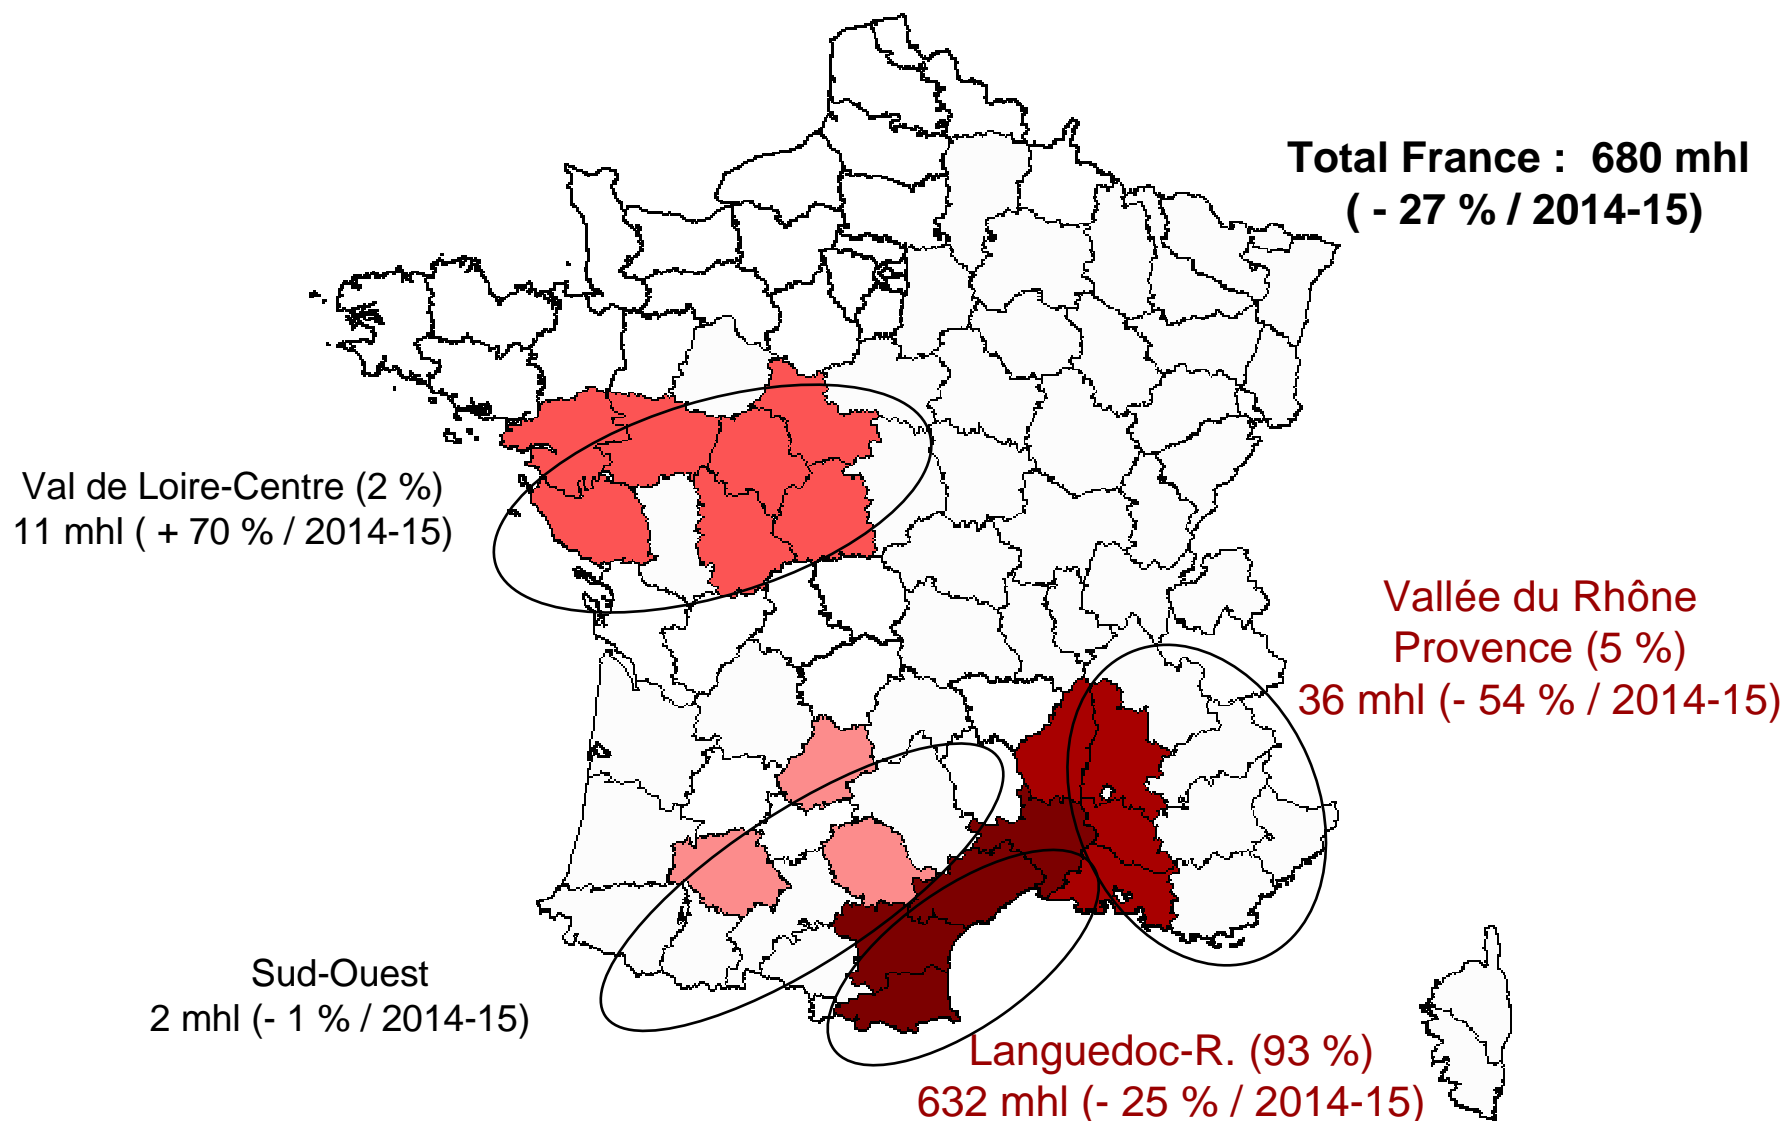 Total France : 680 mhl
( - 27 % / 2014-15)
Val de Loire-Centre (2 %)
11 mhl ( + 70 % / 2014-15)
Vallée du Rhône
Provence (5 %)
36 mhl (- 54 % / 2014-15)
Sud-Ouest
2 mhl (- 1 % / 2014-15)
Languedoc-R. (93 %)
632 mhl (- 25 % / 2014-15)